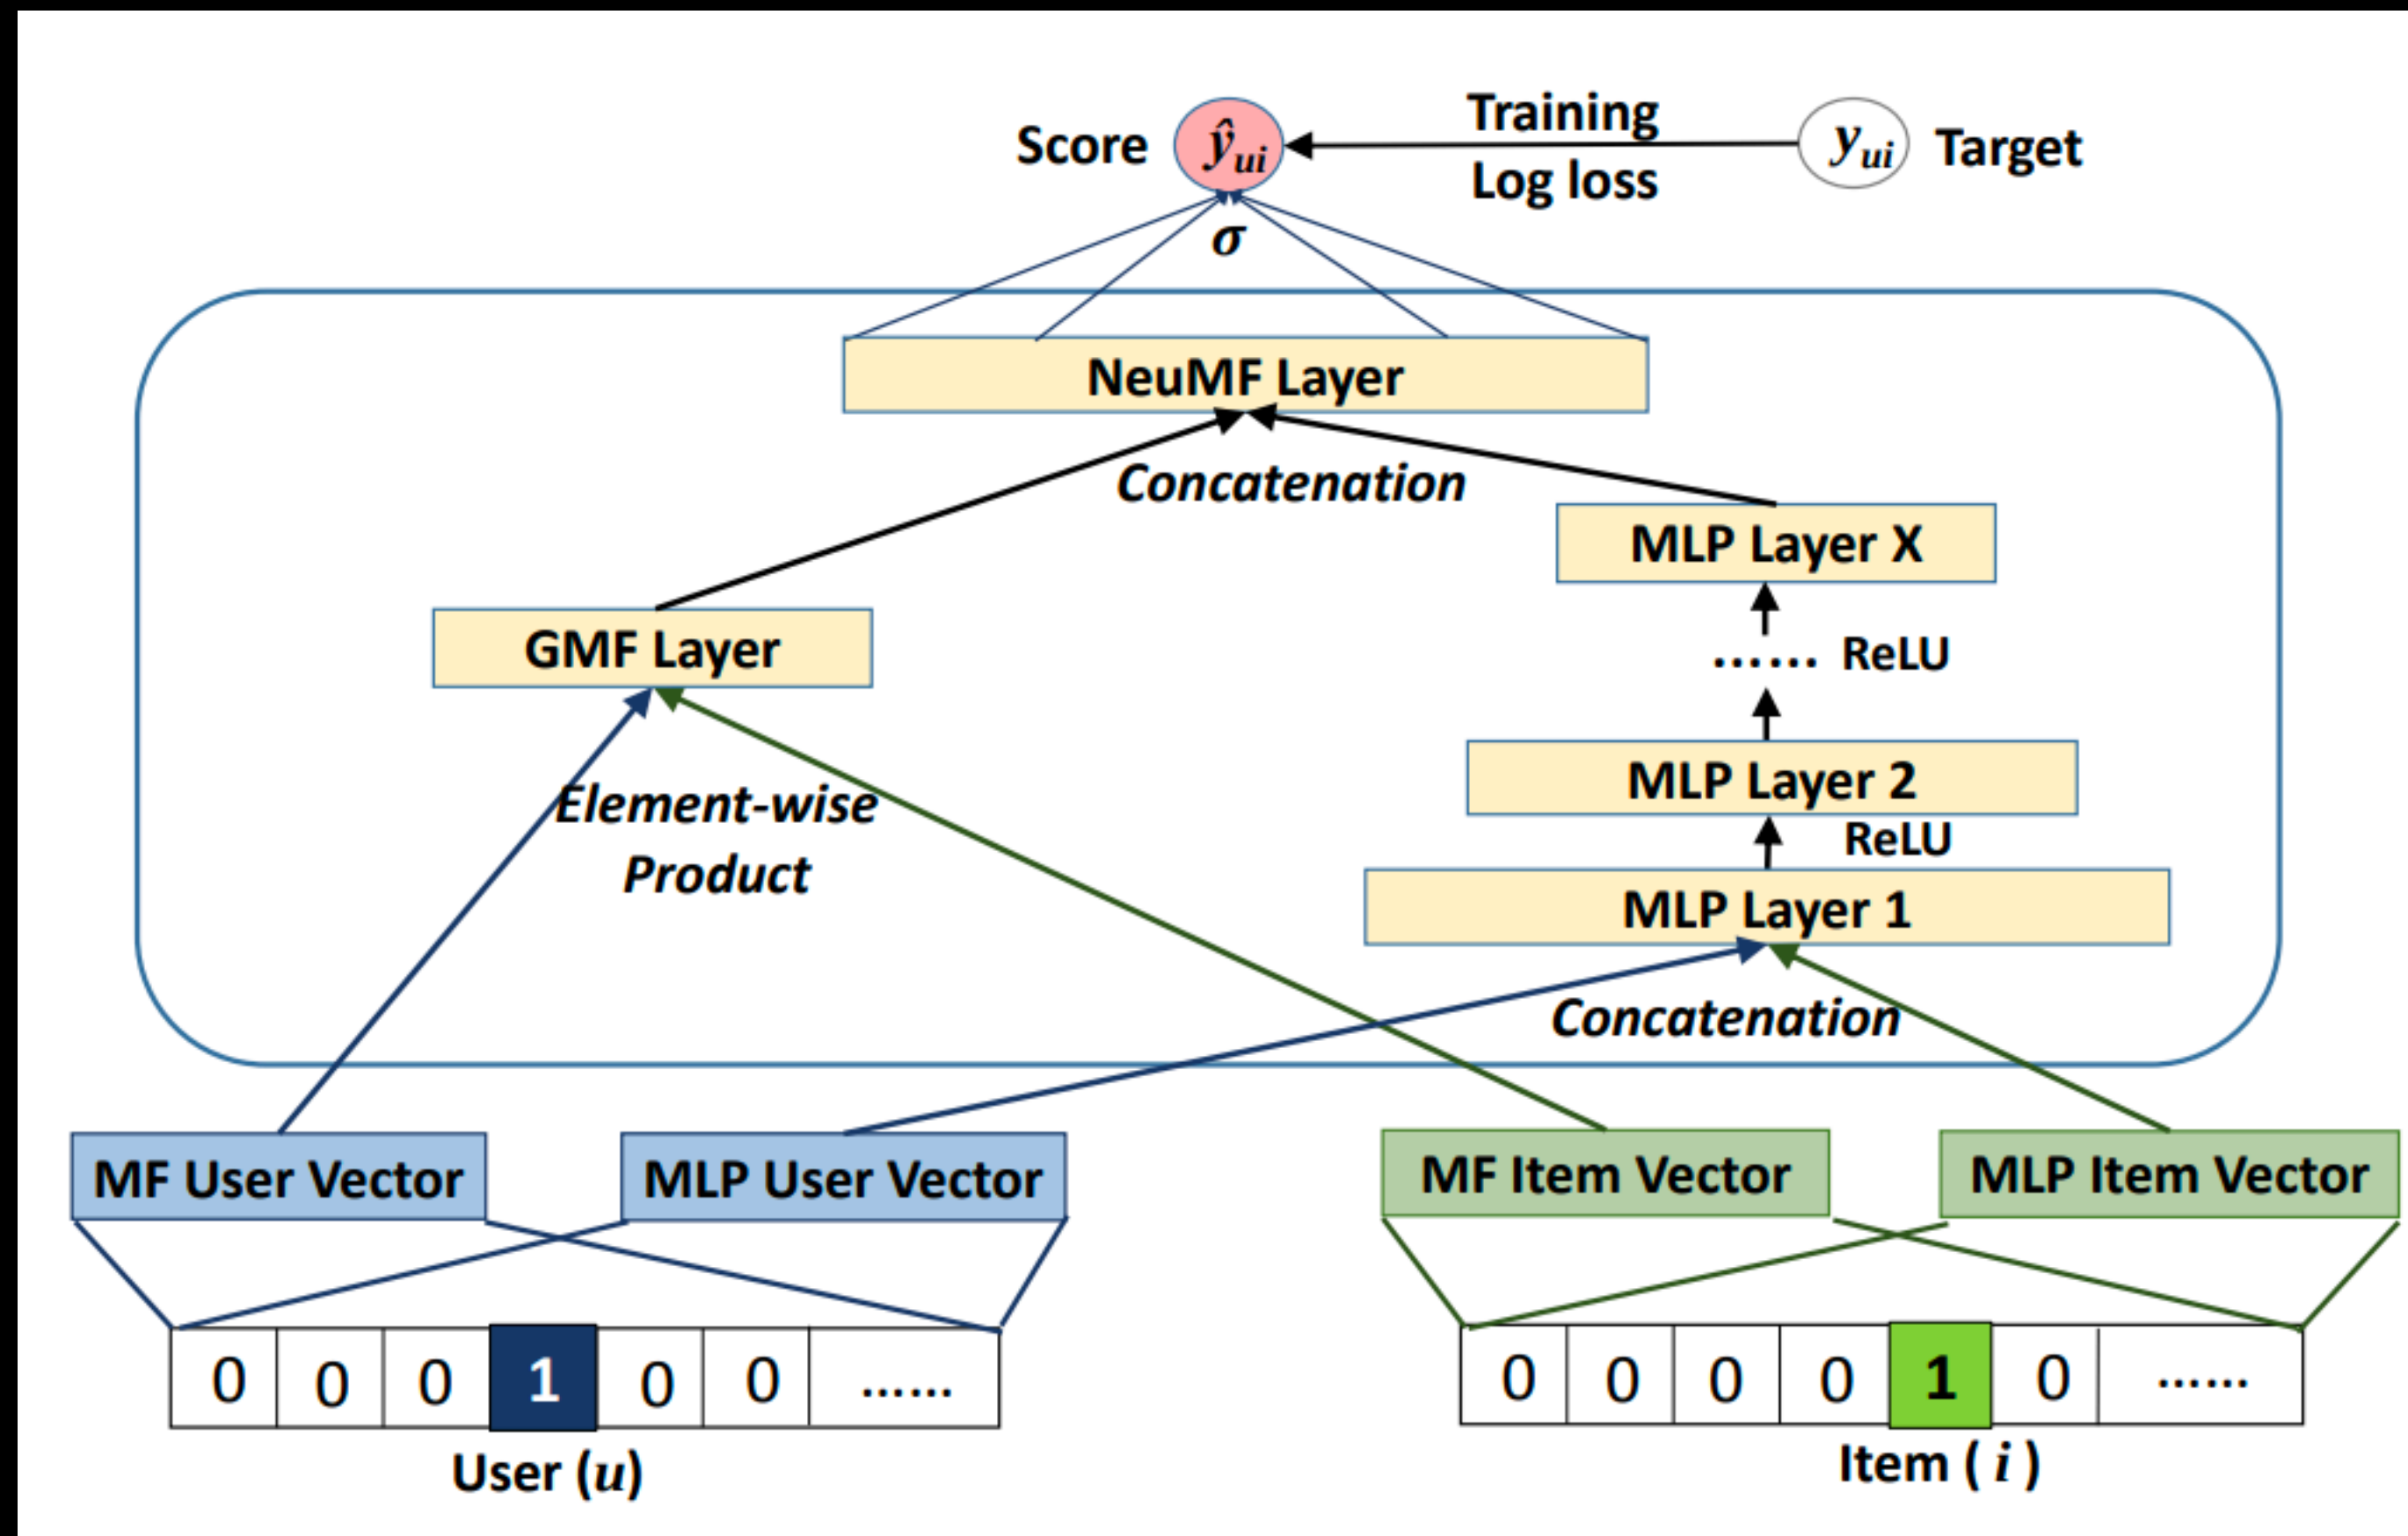 Score
ŷui
Training
Log loss
yui
Target
σ
NeuMF Layer
Concatenation
MLP Layer X
GMF Layer
...... ReLU
MLP Layer 2
Element-wise
Product
ReLU
MLP Layer 1
Concatenation
MF User Vector
MLP User Vector
MF Item Vector
MLP Item Vector
0 0 0 1 0 0 ......
0 0 0 0 1 0 ......
User (u)
Item ( i )